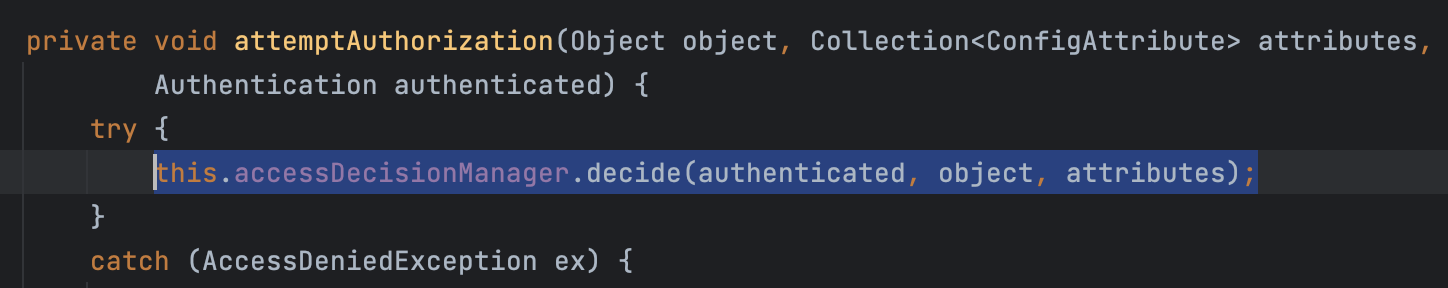 private void attemptAuthorization(Object object, Collection<ConfigAttribute> attributes,
Authentication authenticated) {
try {
this.accessDecisionManager.decide(authenticated, object, attributes);
}
catch (AccessDeniedException ex) {